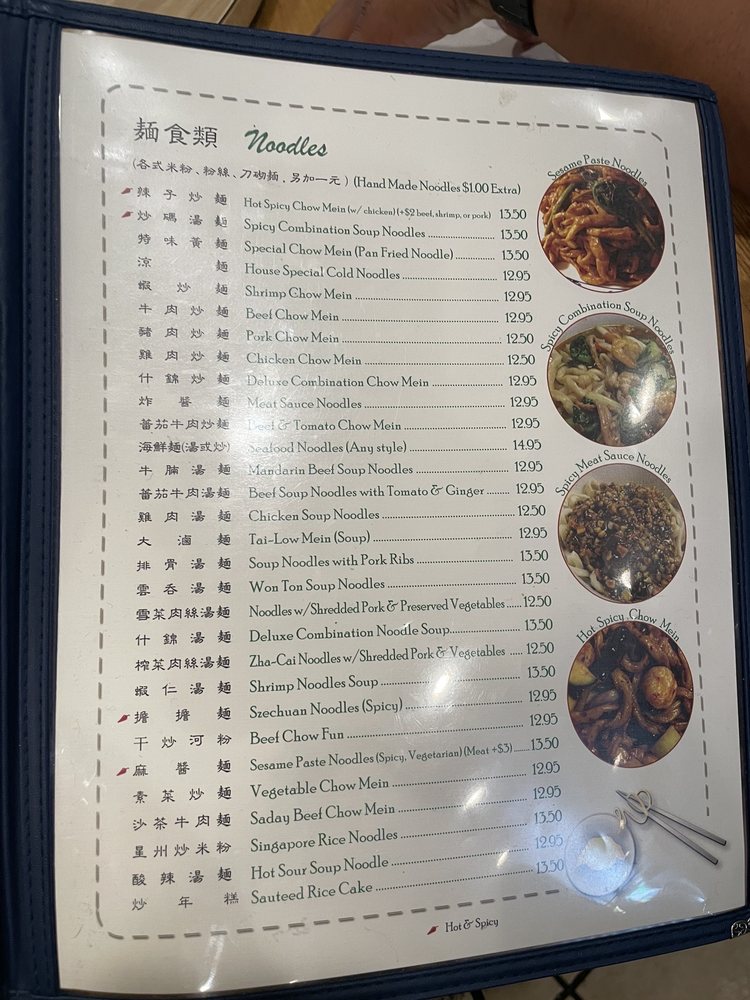 麵食類 Noodles
(各式米粉、粉絲、刀砌麵，另加一元) (Hand Made Noodles $1.00 Extra)
辣子炒麵 Hot Spicy Chow Mein (w/ chicken) (+$2 beef, shrimp, or pork) 13.50
炒碼湯麵 Spicy Combination Soup Noodles 13.50
特味黃麵 Special Chow Mein (Pan Fried Noodle) 13.50
涼麵 House Special Cold Noodles 12.95
蝦炒麵 Shrimp Chow Mein 12.95
牛肉炒麵 Beef Chow Mein 12.95
豬肉炒麵 Pork Chow Mein 12.50
雞肉炒麵 Chicken Chow Mein 12.50
什錦炒麵 Deluxe Combination Chow Mein 12.95
炸醬麵 Meat Sauce Noodles 12.95
蕃茄牛肉炒麵 Beef & Tomato Chow Mein 12.95
海鮮麵(湯或炒) Seafood Noodles (Any style) 14.95
牛腩湯麵 Mandarin Beef Soup Noodles 12.95
蕃茄牛肉湯麵 Beef Soup Noodles with Tomato & Ginger 12.95
雞肉湯麵 Chicken Soup Noodles 12.50
大滷麵 Tai-Low Mein (Soup) 12.95
排骨湯麵 Soup Noodles with Pork Ribs 13.50
雲呑湯麵 Won Ton Soup Noodles 13.50
雪菜肉絲湯麵 Noodles w/Shredded Pork & Preserved Vegetables 12.50
什錦湯麵 Deluxe Combination Noodle Soup 13.50
榨菜肉絲湯麵 Zha-Cai Noodles w/Shredded Pork & Vegetables 12.50
蝦仁湯麵 Shrimp Noodles Soup 13.50
擔擔麵 Szechuan Noodles (Spicy) 12.95
干炒河粉 Beef Chow Fun 12.95
麻醬麵 Sesame Paste Noodles (Spicy, Vegetarian) (Meat +$3) 13.50
素菜炒麵 Vegetable Chow Mein 12.95
沙茶牛肉麵 Saday Beef Chow Mein 12.95
星州炒米粉 Singapore Rice Noodles 13.50
酸辣湯麵 Hot Sour Soup Noodle 12.95
炒年糕 Sauteed Rice Cake 13.50
Hot & Spicy
Sesame Paste Noodles
Spicy Combination Soup Noodles
Spicy Meat Sauce Noodles
Hot Spicy Chow Mein